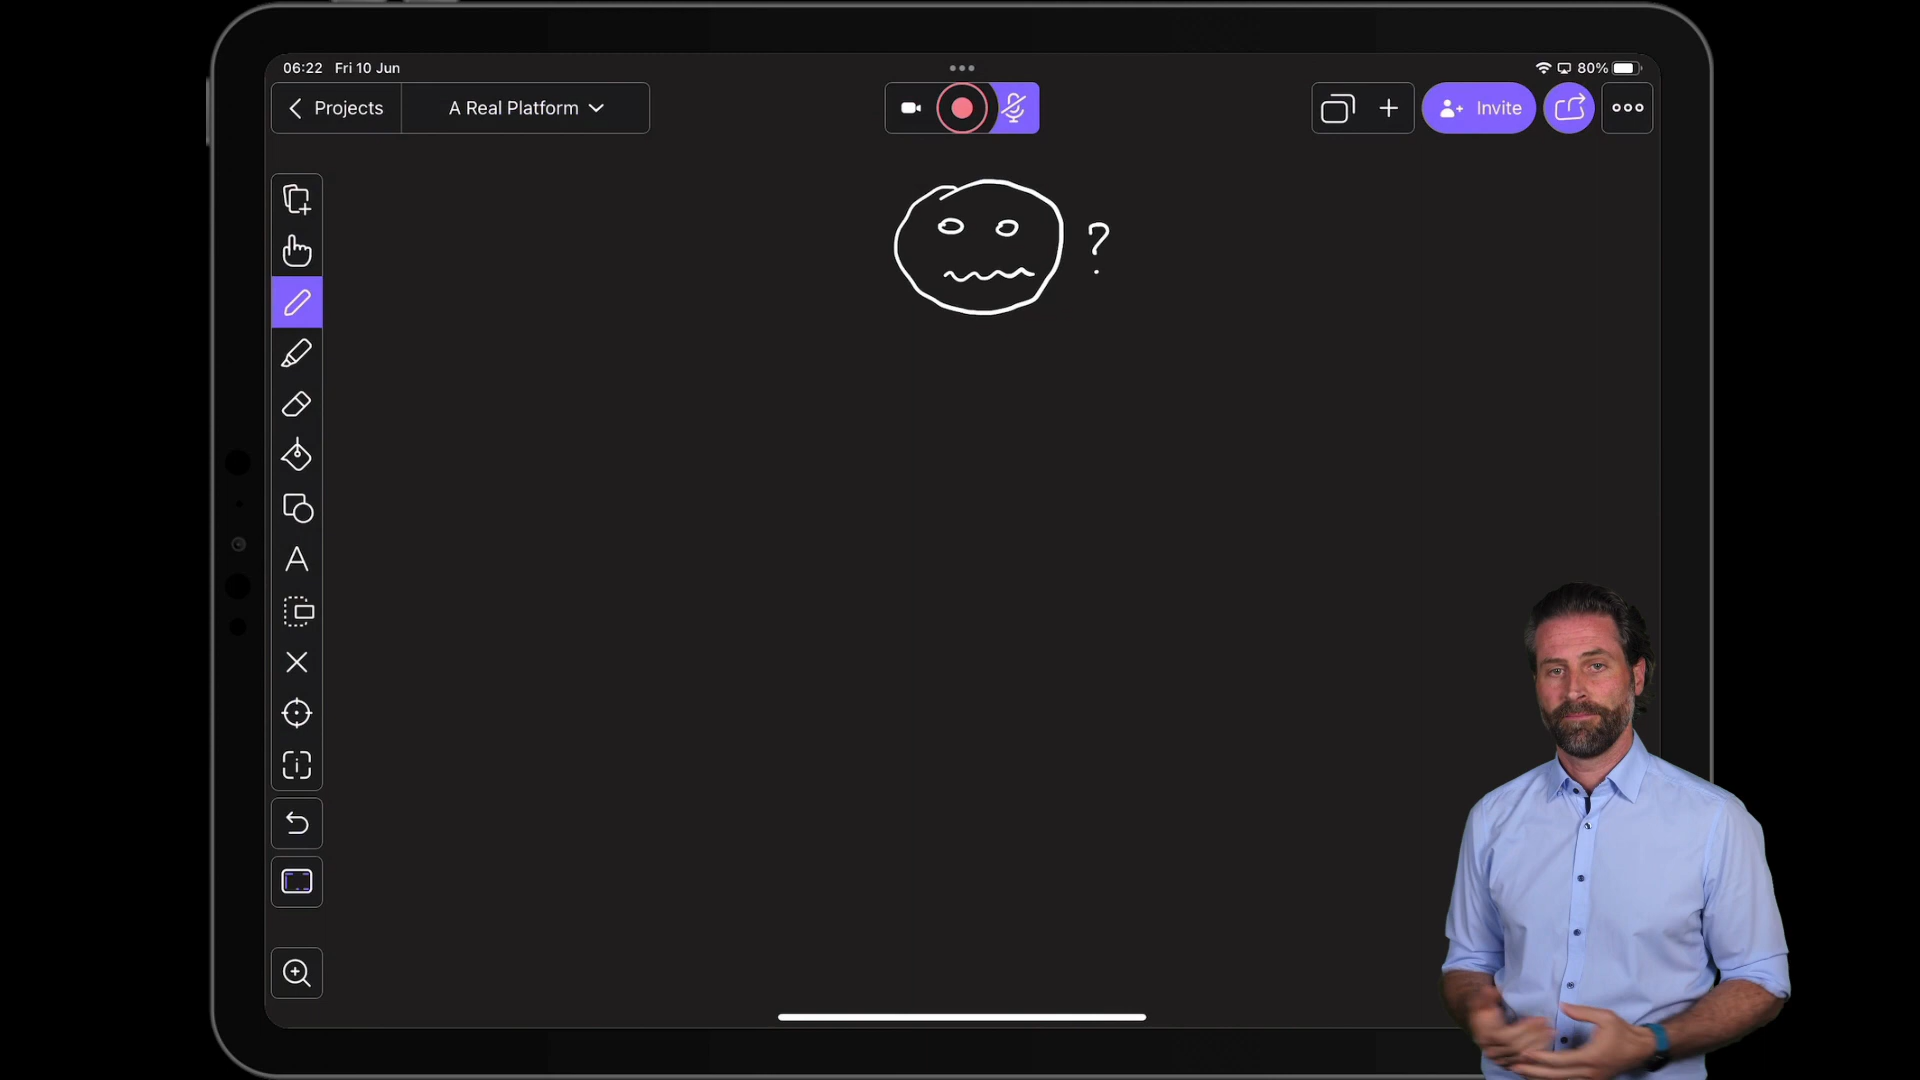 06:22 Fri 10 Jun
80%
Projects
A Real Platform
Invite
?
A